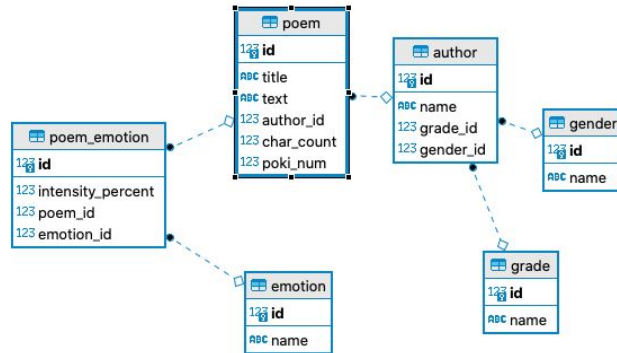 poem
123 id
ABC title
ABC text
123 author_id
123 char_count
123 poki_num
author
123 id
ABC name
123 grade_id
123 gender_id
gender
123 id
ABC name
poem_emotion
123 id
123 intensity_percent
123 poem_id
123 emotion_id
emotion
123 id
ABC name
grade
123 id
ABC name